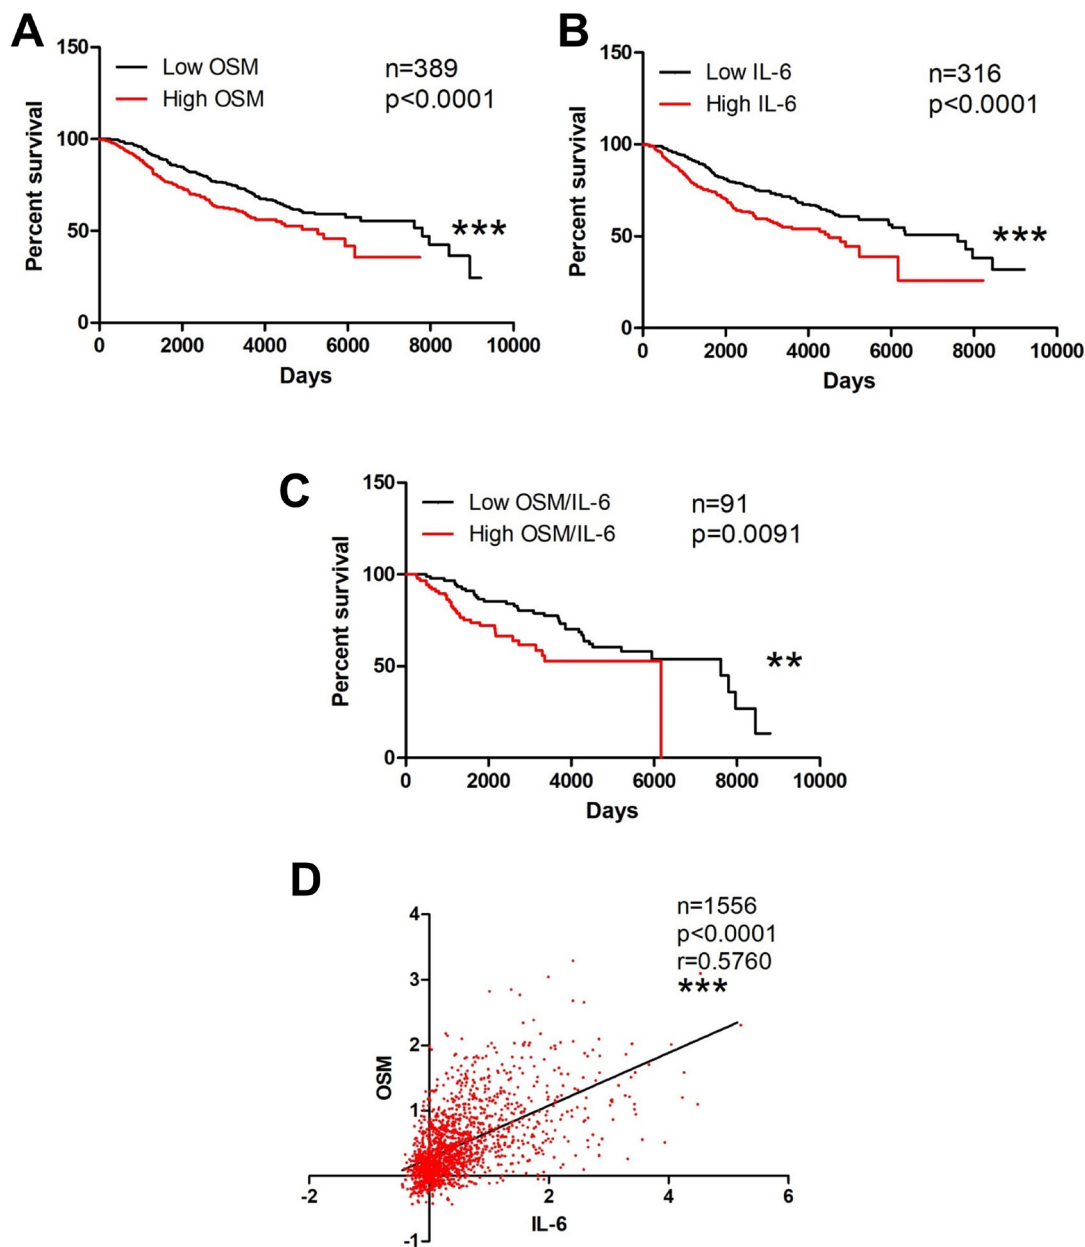 A
150
Low OSM
High OSM
n=389
p<0.0001
100
50
0
Percent survival
***
0 2000 4000 6000 8000 10000
Days
B
150
Low IL-6
High IL-6
n=316
p<0.0001
100
50
0
Percent survival
***
0 2000 4000 6000 8000 10000
Days
C
150
Low OSM/IL-6
High OSM/IL-6
n=91
p=0.0091
100
50
0
Percent survival
**
0 2000 4000 6000 8000 10000
Days
D
n=1556
p<0.0001
r=0.5760
***
4
3
2
1
-1
OSM
-2 2 4 6
IL-6